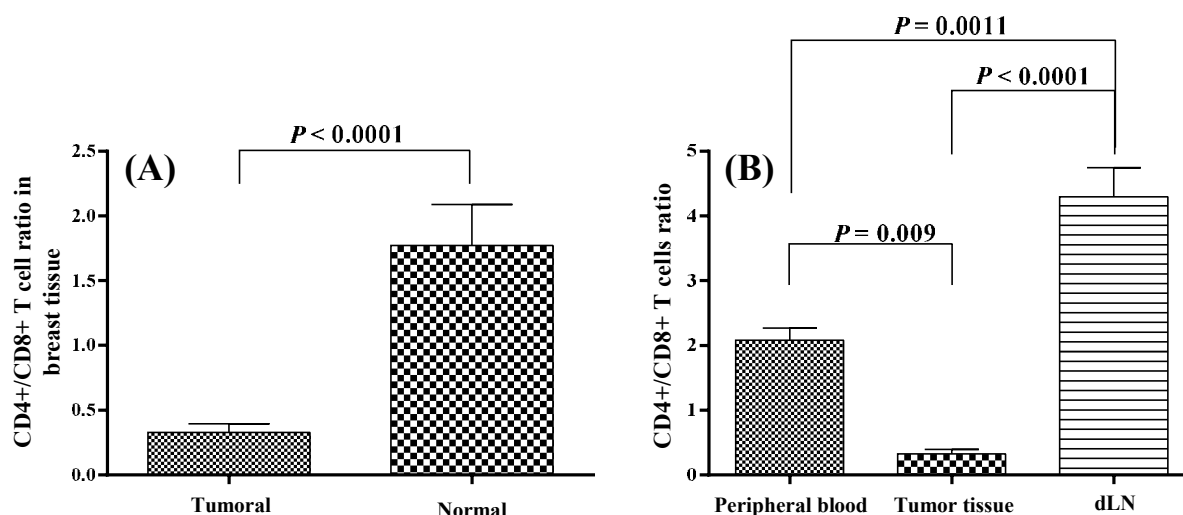 (A)
P < 0.0001
CD4+/CD8+ T cell ratio in
breast tissue
2.5
2.0
1.5
1.0
0.5
0.0
Tumoral
Normal
(B)
P = 0.0011
P < 0.0001
P = 0.009
CD4+/CD8+ T cells ratio
5
4
3
2
1
0
Peripheral blood
Tumor tissue
dLN